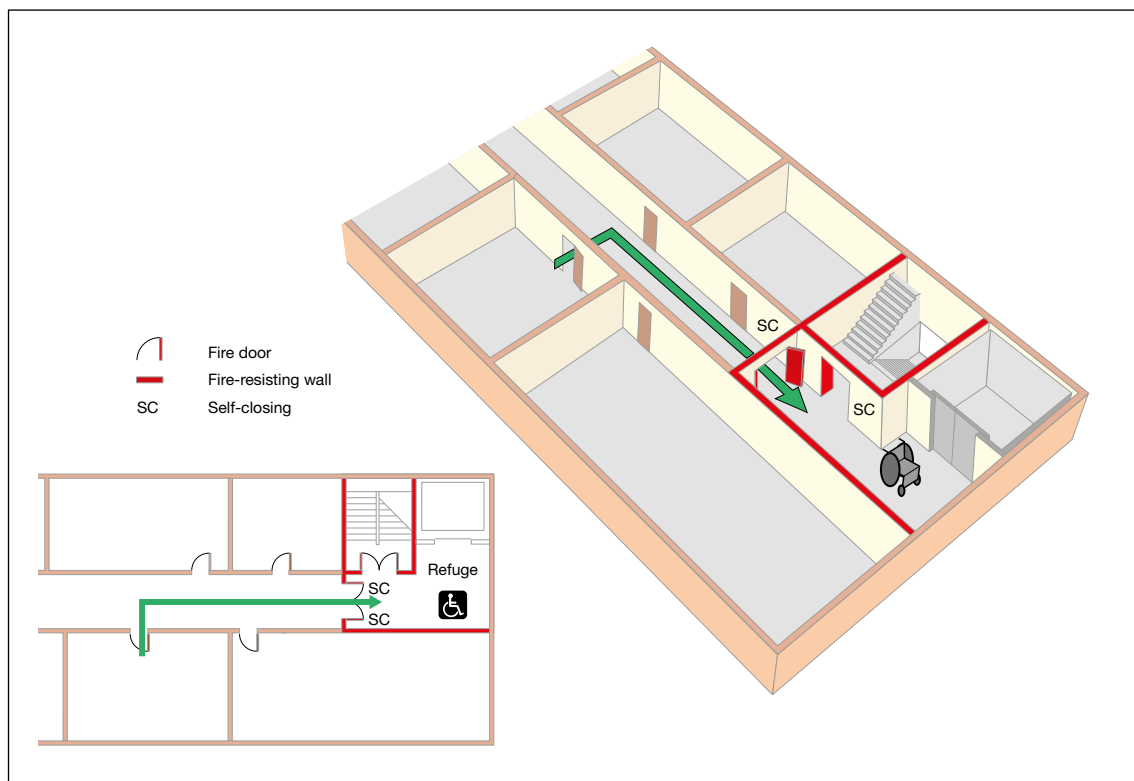 SC
SC
Fire door
Fire-resisting wall
SC Self-closing
Refuge
SC
SC